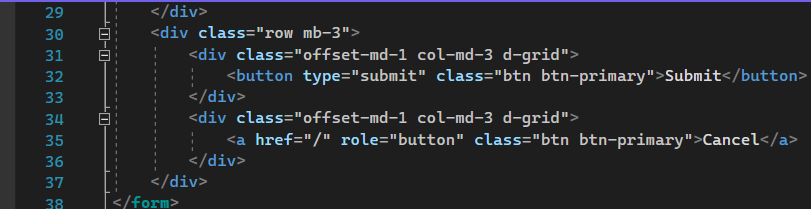 29 </div>
30 <div class="row mb-3">
31 <div class="offset-md-1 col-md-3 d-grid">
32 <button type="submit" class="btn btn-primary">Submit</button>
33 </div>
34 <div class="offset-md-1 col-md-3 d-grid">
35 <a href="/" role="button" class="btn btn-primary">Cancel</a>
36 </div>
37 </div>
38 </form>